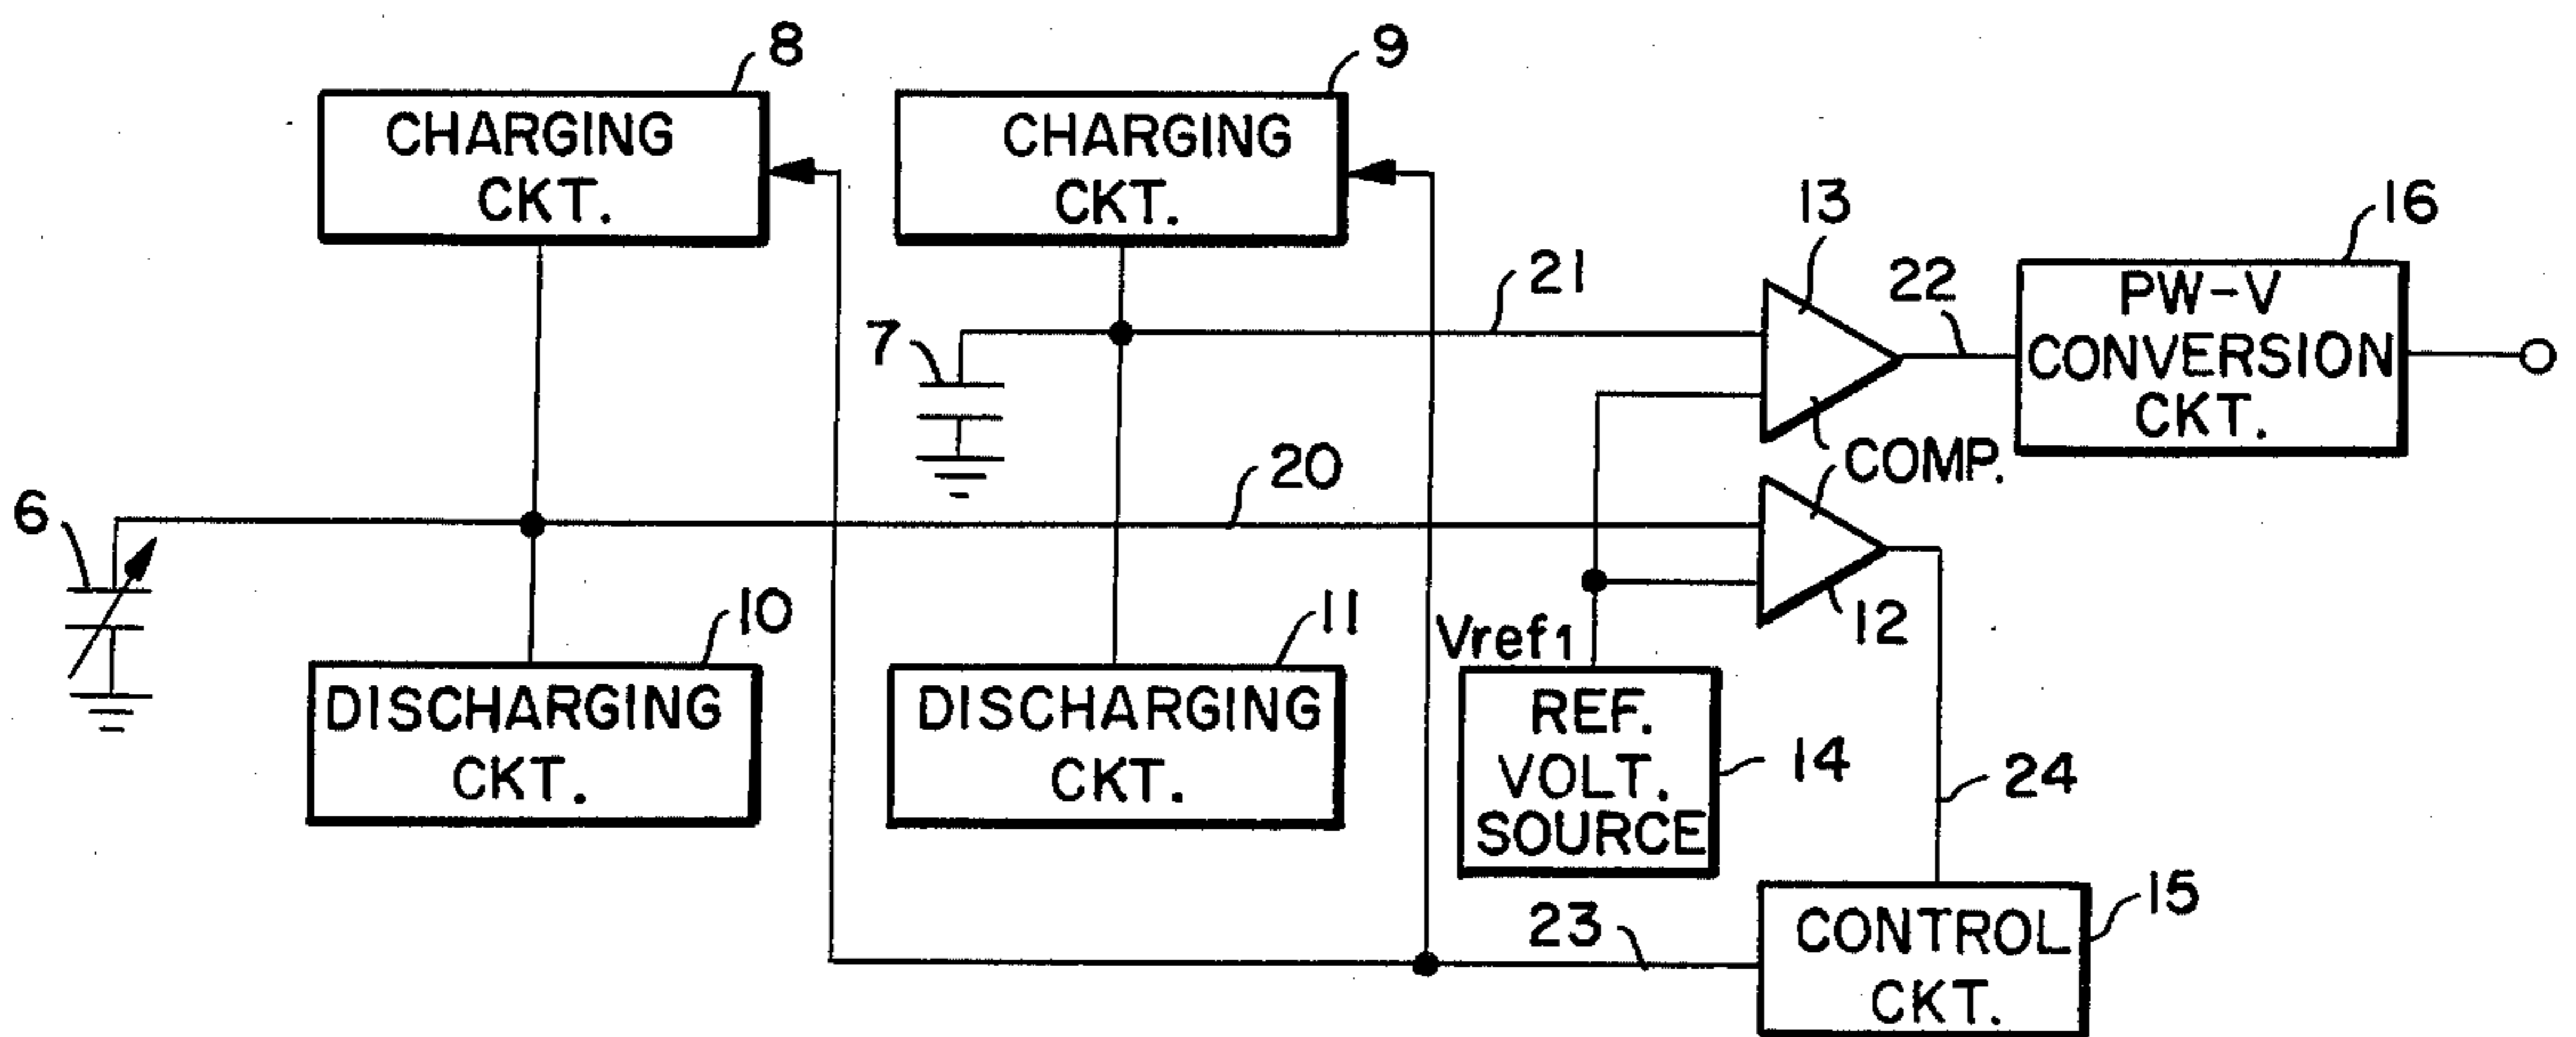 8
CHARGING
CKT.
9
CHARGING
CKT.
13
16
21
22
PW-V
CONVERSION
CKT.
7
COMP.
20
6
10
11
12
Vref1
DISCHARGING
CKT.
DISCHARGING
CKT.
REF.
VOLT.
SOURCE
14
24
23
15
CONTROL
CKT.